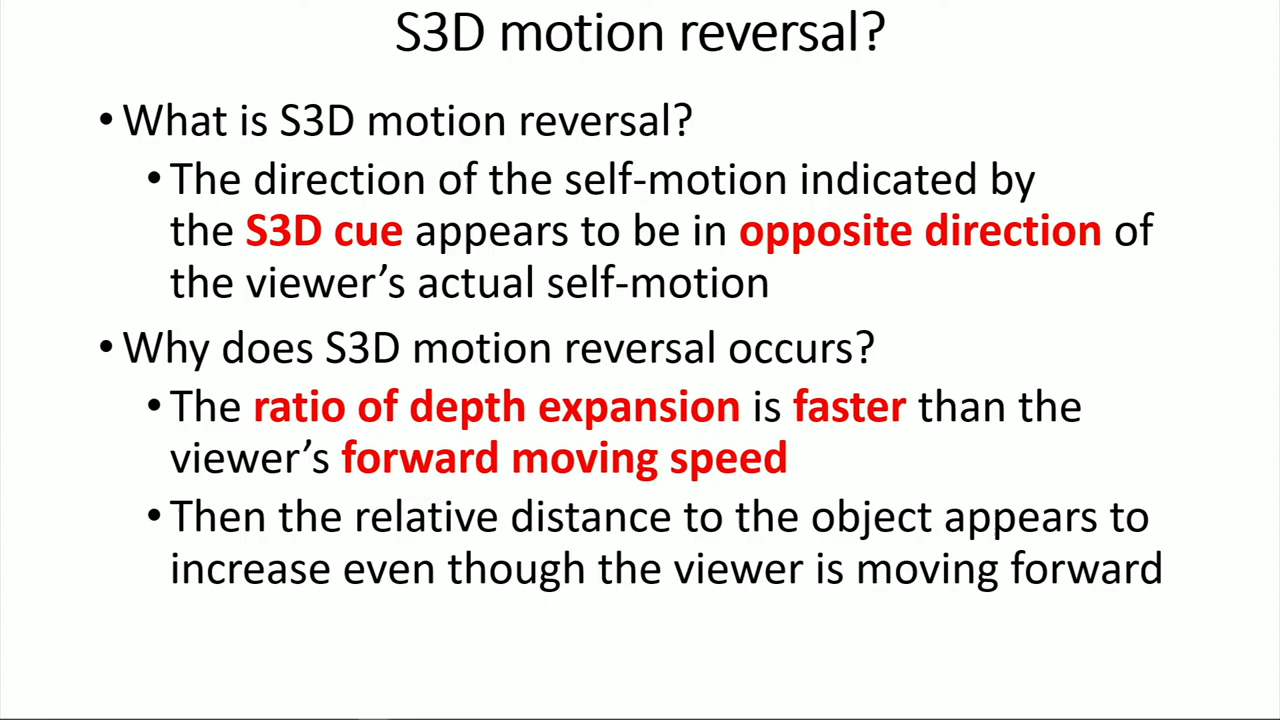 S3D motion reversal?
• What is S3D motion reversal?
• The direction of the self-motion indicated by
the S3D cue appears to be in opposite direction of
the viewer’s actual self-motion
• Why does S3D motion reversal occurs?
• The ratio of depth expansion is faster than the
viewer’s forward moving speed
• Then the relative distance to the object appears to
increase even though the viewer is moving forward